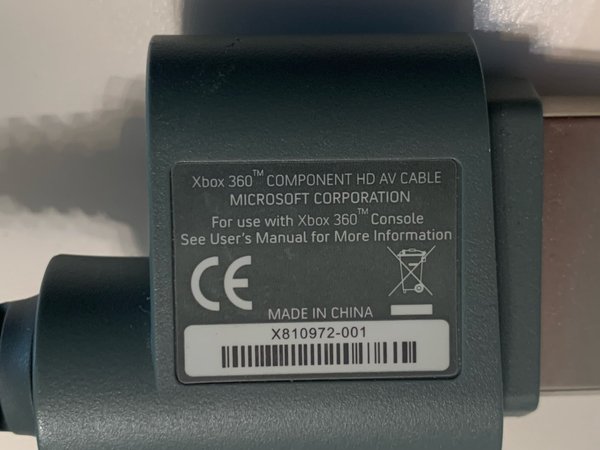 Xbox 360™ COMPONENT HD AV CABLE
MICROSOFT CORPORATION
For use with Xbox 360™ Console
See User's Manual for More Information
CE
MADE IN CHINA
X810972-001